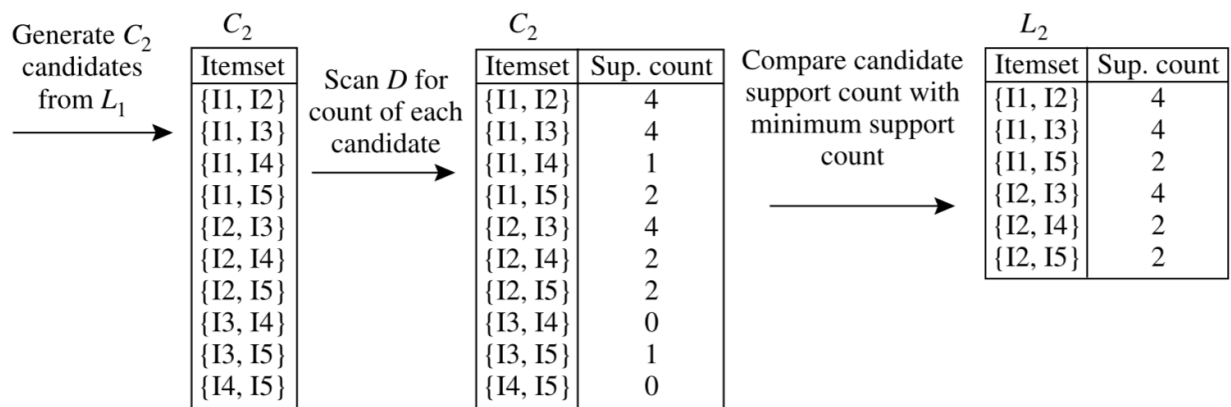 Generate C2
candidates
from L1
C2
Itemset
{I1, I2}
{I1, I3}
{I1, I4}
{I1, I5}
{I2, I3}
{I2, I4}
{I2, I5}
{I3, I4}
{I3, I5}
{I4, I5}
Scan D for
count of each
candidate
C2
Itemset Sup. count
{I1, I2} 4
{I1, I3} 4
{I1, I4} 1
{I1, I5} 2
{I2, I3} 4
{I2, I4} 2
{I2, I5} 2
{I3, I4} 0
{I3, I5} 1
{I4, I5} 0
Compare candidate
support count with
minimum support
count
L2
Itemset Sup. count
{I1, I2} 4
{I1, I3} 4
{I1, I5} 2
{I2, I3} 4
{I2, I4} 2
{I2, I5} 2